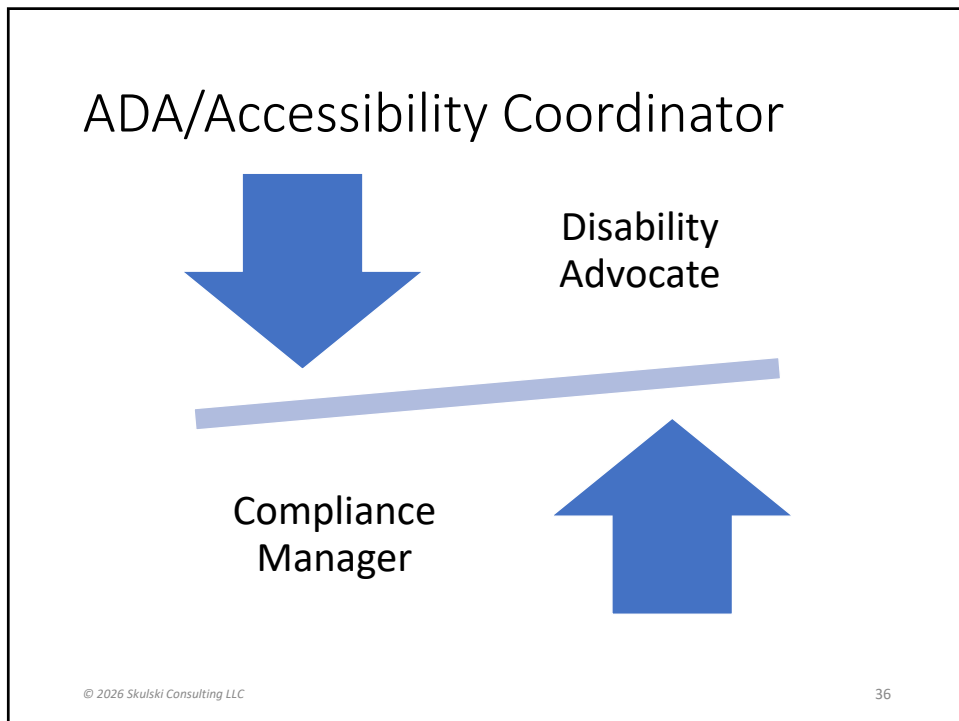 ADA/Accessibility Coordinator
Disability
Advocate
Compliance
Manager
© 2026 Skulski Consulting LLC
36